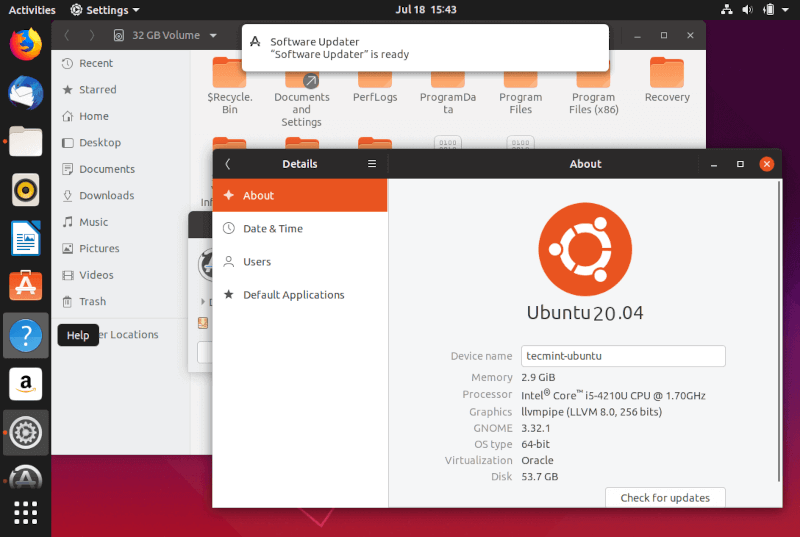 Activities
Settings
Jul 18 15:43
32 GB Volume
Software Updater
“Software Updater” is ready
Recent
Starred
Home
Desktop
Documents
Downloads
Music
Pictures
Videos
Trash
er Locations
Help
$Recycle.
Bin
Documents
and
Settings
PerfLogs
ProgramDa
ta
Program
Files
Program
Files (x86)
Recovery
Details
About
About
Date & Time
Users
Default Applications
Ubuntu 20.04
Device name tecmint-ubuntu
Memory 2.9 GiB
Processor Intel® Core™ i5-4210U CPU @ 1.70GHz
Graphics llvmpipe (LLVM 8.0, 256 bits)
GNOME 3.32.1
OS type 64-bit
Virtualization Oracle
Disk 53.7 GB
Check for updates